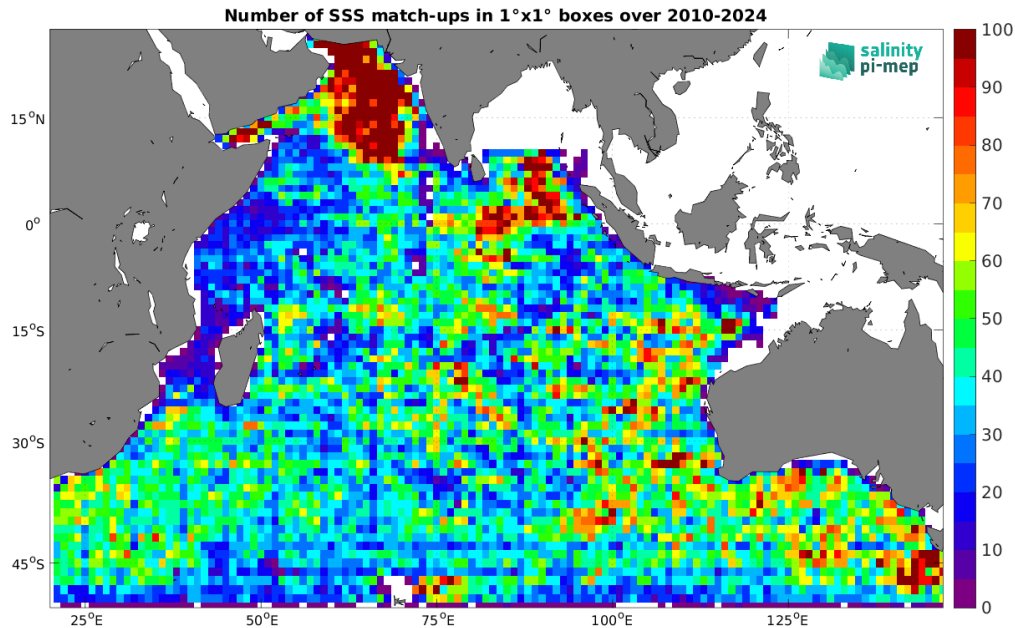 Number of SSS match-ups in 1°x1° boxes over 2010-2024
salinity
pi-mep
100
90
80
70
60
50
40
30
20
10
0
15°N
0°
15°S
30°S
45°S
25°E
50°E
75°E
100°E
125°E